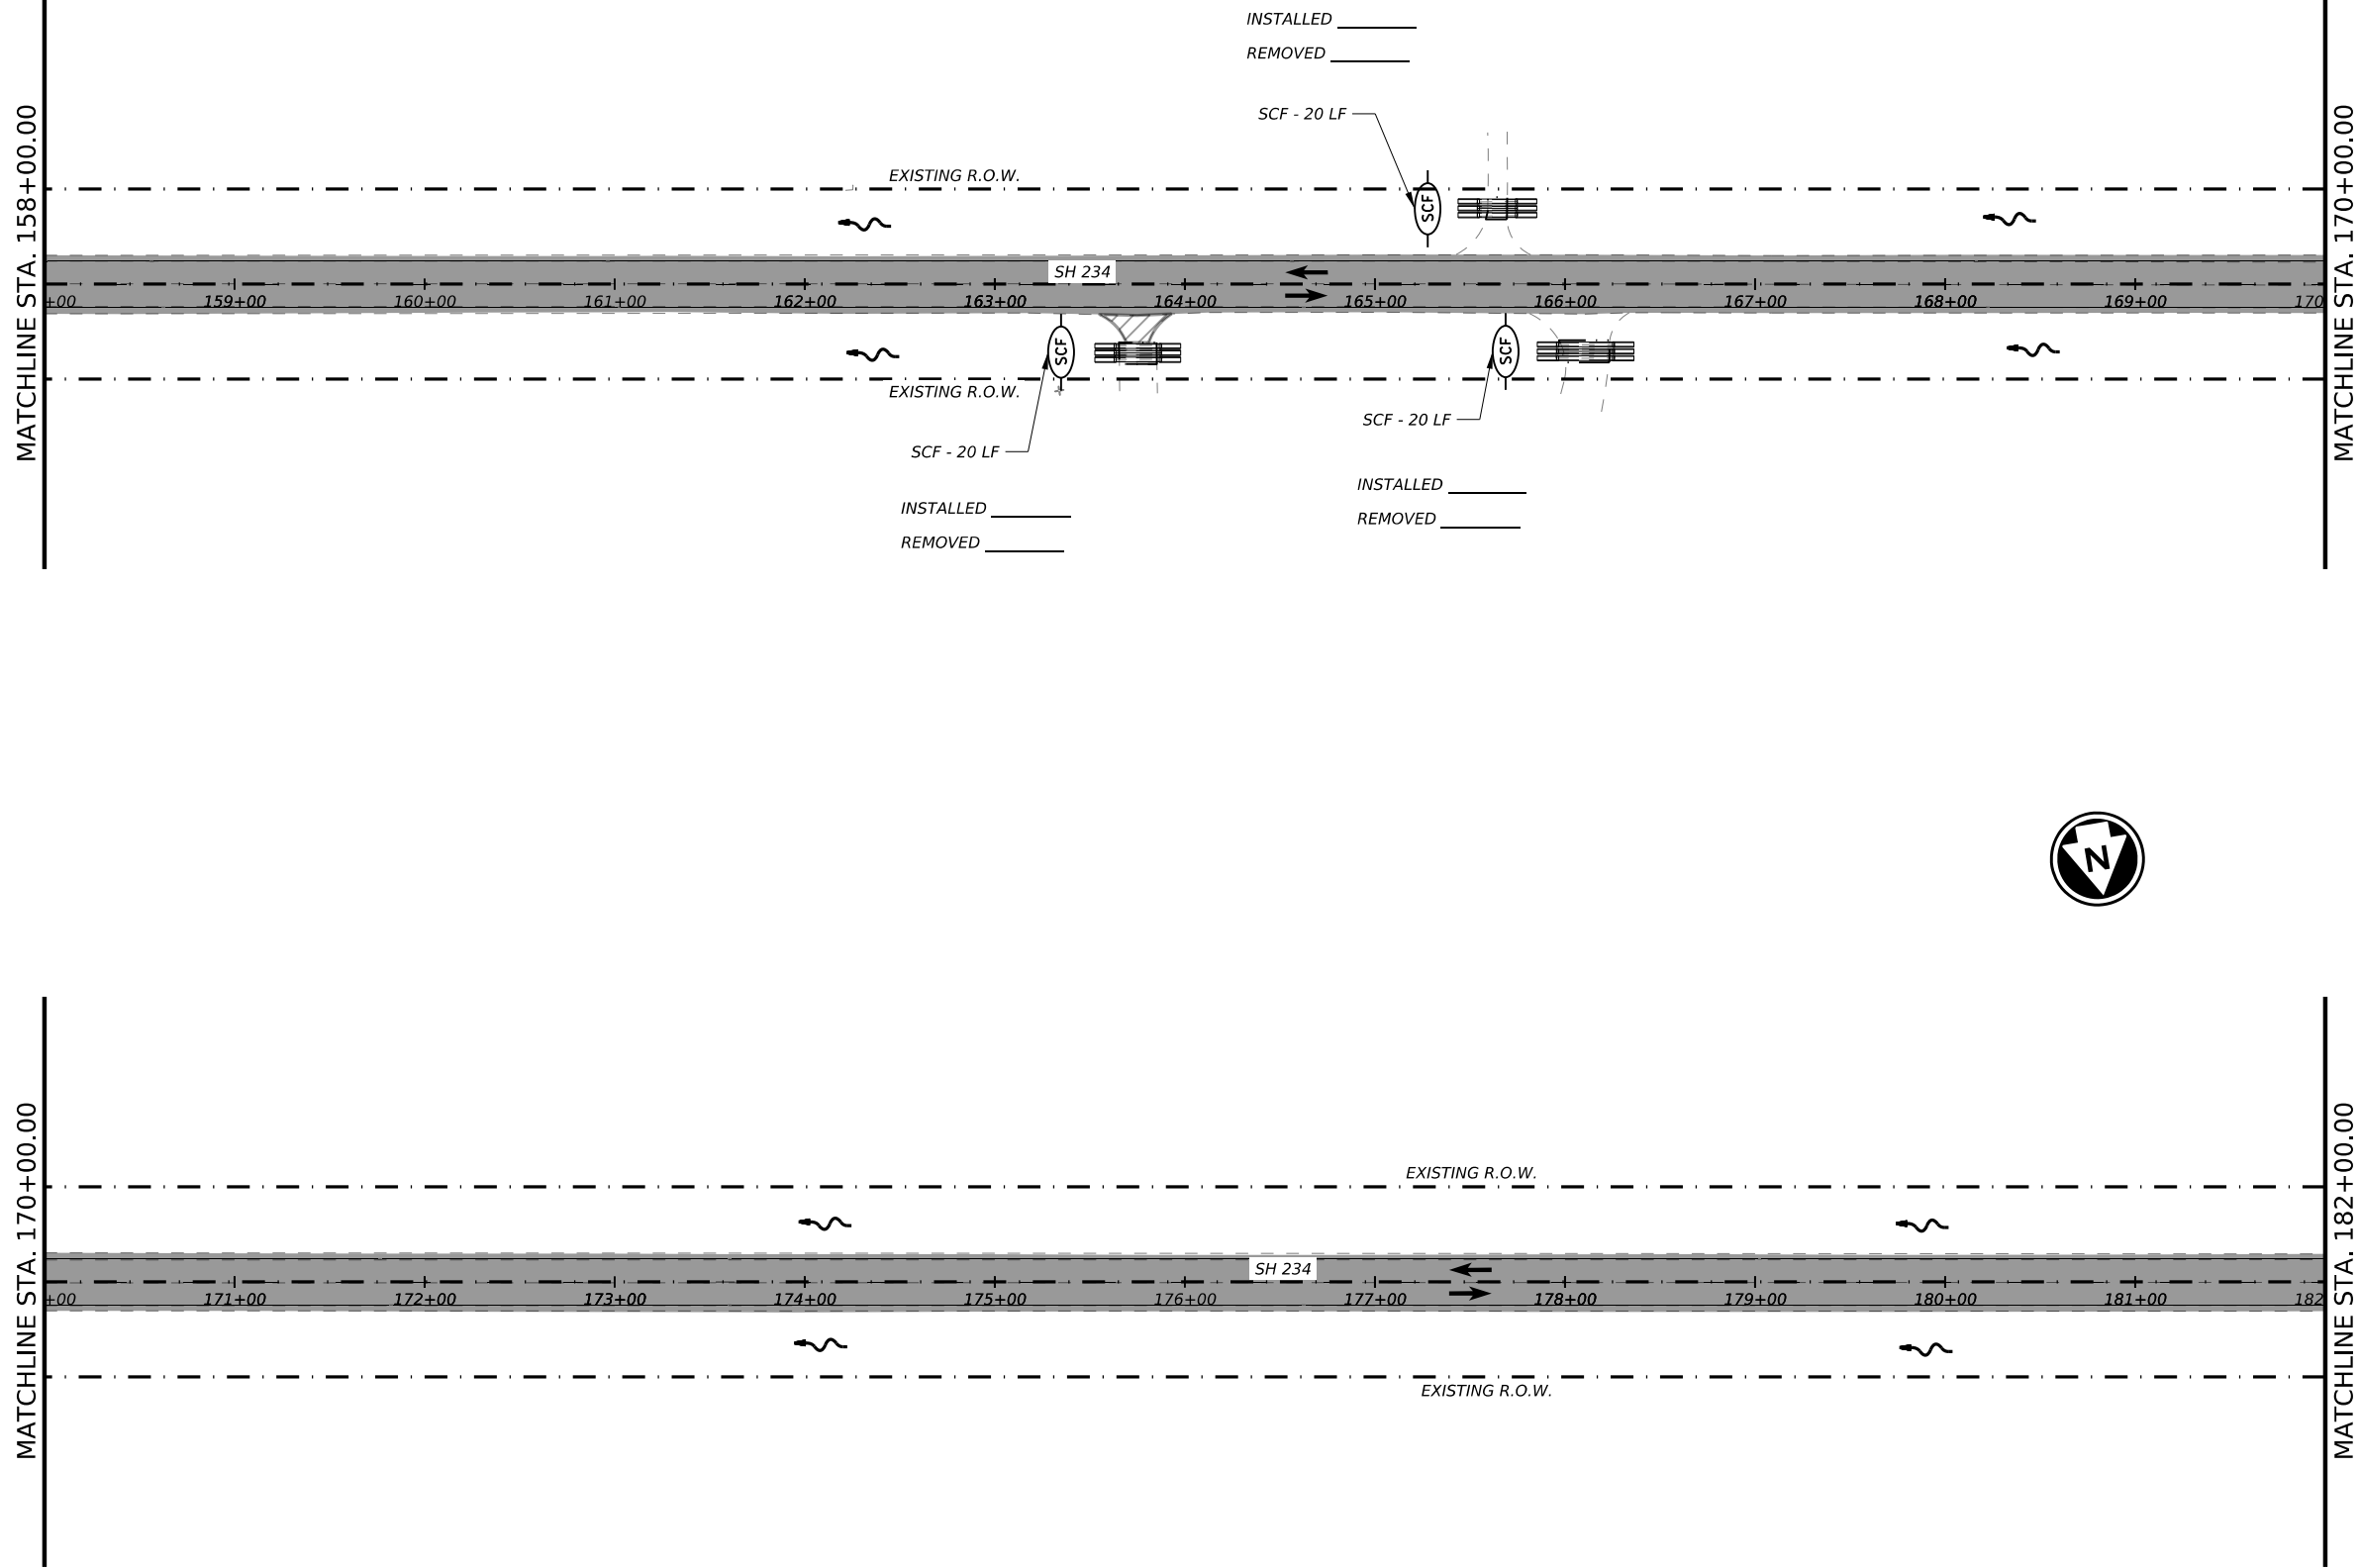 INSTALLED
REMOVED
SCF - 20 LF
EXISTING R.O.W.
SCF
MATCHLINE STA. 158+00.00
MATCHLINE STA. 170+00.00
SH 234
+00 159+00 160+00 161+00 162+00 163+00 164+00 165+00 166+00 167+00 168+00 169+00 170
SCF
SCF
EXISTING R.O.W.
SCF - 20 LF
SCF - 20 LF
INSTALLED
REMOVED
INSTALLED
REMOVED
N
MATCHLINE STA. 170+00.00
MATCHLINE STA. 182+00.00
EXISTING R.O.W.
SH 234
+00 171+00 172+00 173+00 174+00 175+00 176+00 177+00 178+00 179+00 180+00 181+00 182
EXISTING R.O.W.